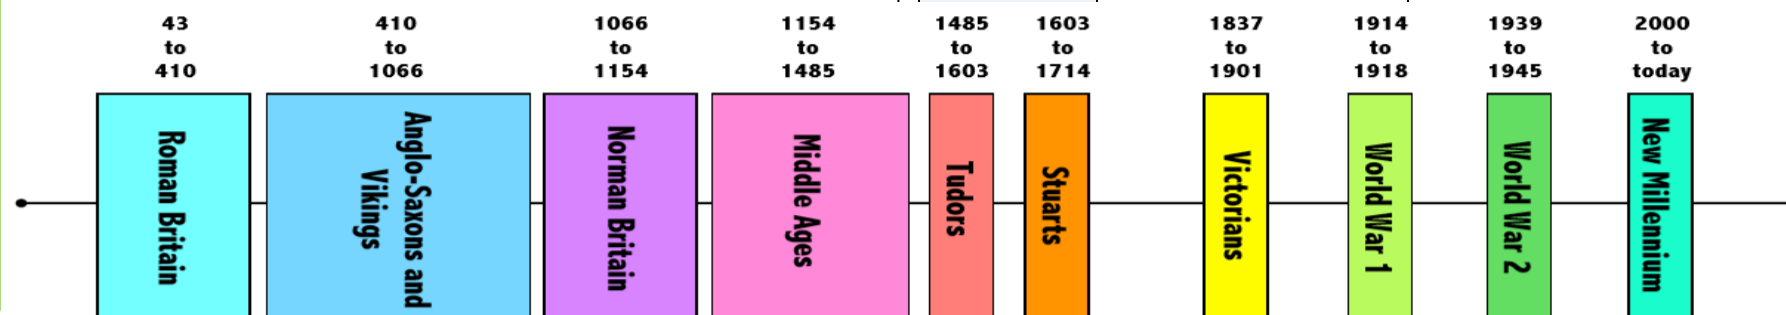 43
to
410
410
to
1066
1066
to
1154
1154
to
1485
1485
to
1603
1603
to
1714
1837
to
1901
1914
to
1918
1939
to
1945
2000
to
today
Roman Britain
Anglo-Saxons and
Vikings
Norman Britain
Middle Ages
Tudors
Stuarts
Victorians
World War 1
World War 2
New Millennium